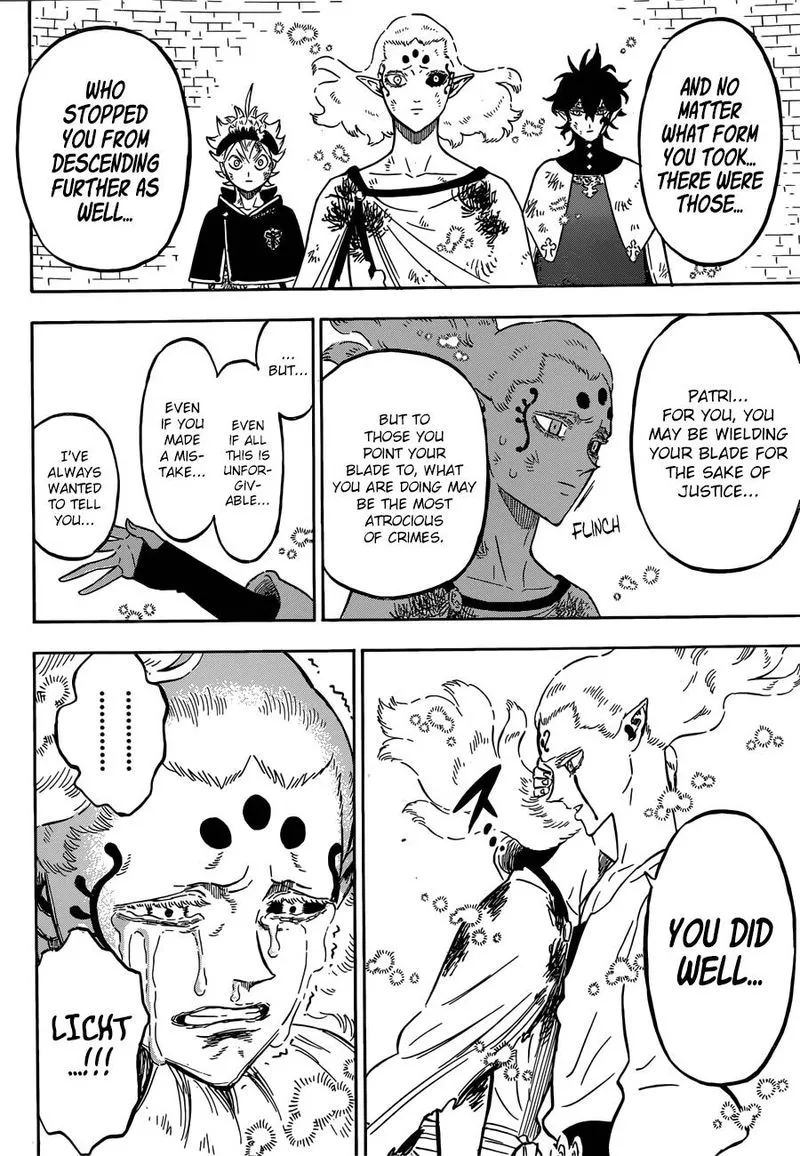 AND NO
MATTER
WHAT FORM
YOU TOOK...
THERE WERE
THOSE...
WHO
STOPPED
YOU FROM
DESCENDING
FURTHER AS
WELL...
PATRI...
FOR YOU, YOU
MAY BE WIELDING
YOUR BLADE FOR
THE SAKE OF
JUSTICE...
FLINCH
BUT TO
THOSE YOU
POINT YOUR
BLADE TO, WHAT
YOU ARE DOING MAY
BE THE MOST
ATROCIOUS
OF CRIMES.
...
BUT...
EVEN
IF ALL
THIS IS
UNFOR-
GIV-
ABLE...
EVEN
IF YOU
MADE
A MIS-
TAKE...
I'VE
ALWAYS
WANTED
TO TELL
YOU...
YOU DID
WELL...
ス
.........
LICHT
...!!!